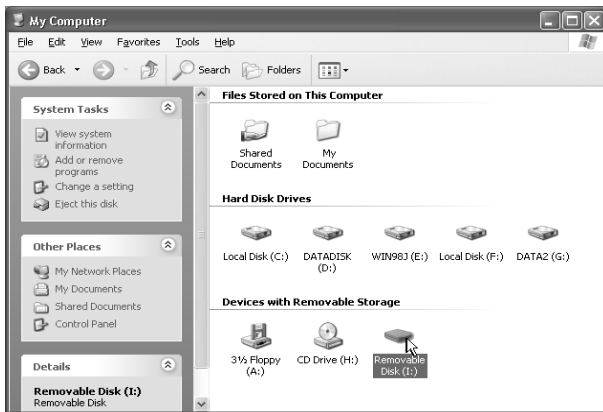 My Computer
File Edit View Favorites Tools Help
Back Search Folders
System Tasks
View system
information
Add or remove
programs
Change a setting
Eject this disk
Other Places
My Network Places
My Documents
Shared Documents
Control Panel
Details
Removable Disk (I:)
Removable Disk
Files Stored on This Computer
Shared
Documents
My
Documents
Hard Disk Drives
Local Disk (C:)
DATADISK
(D:)
WIN98J (E:)
Local Disk (F:)
DATA2 (G:)
Devices with Removable Storage
3½ Floppy
(A:)
CD Drive (H:)
Removable
Disk (I:)